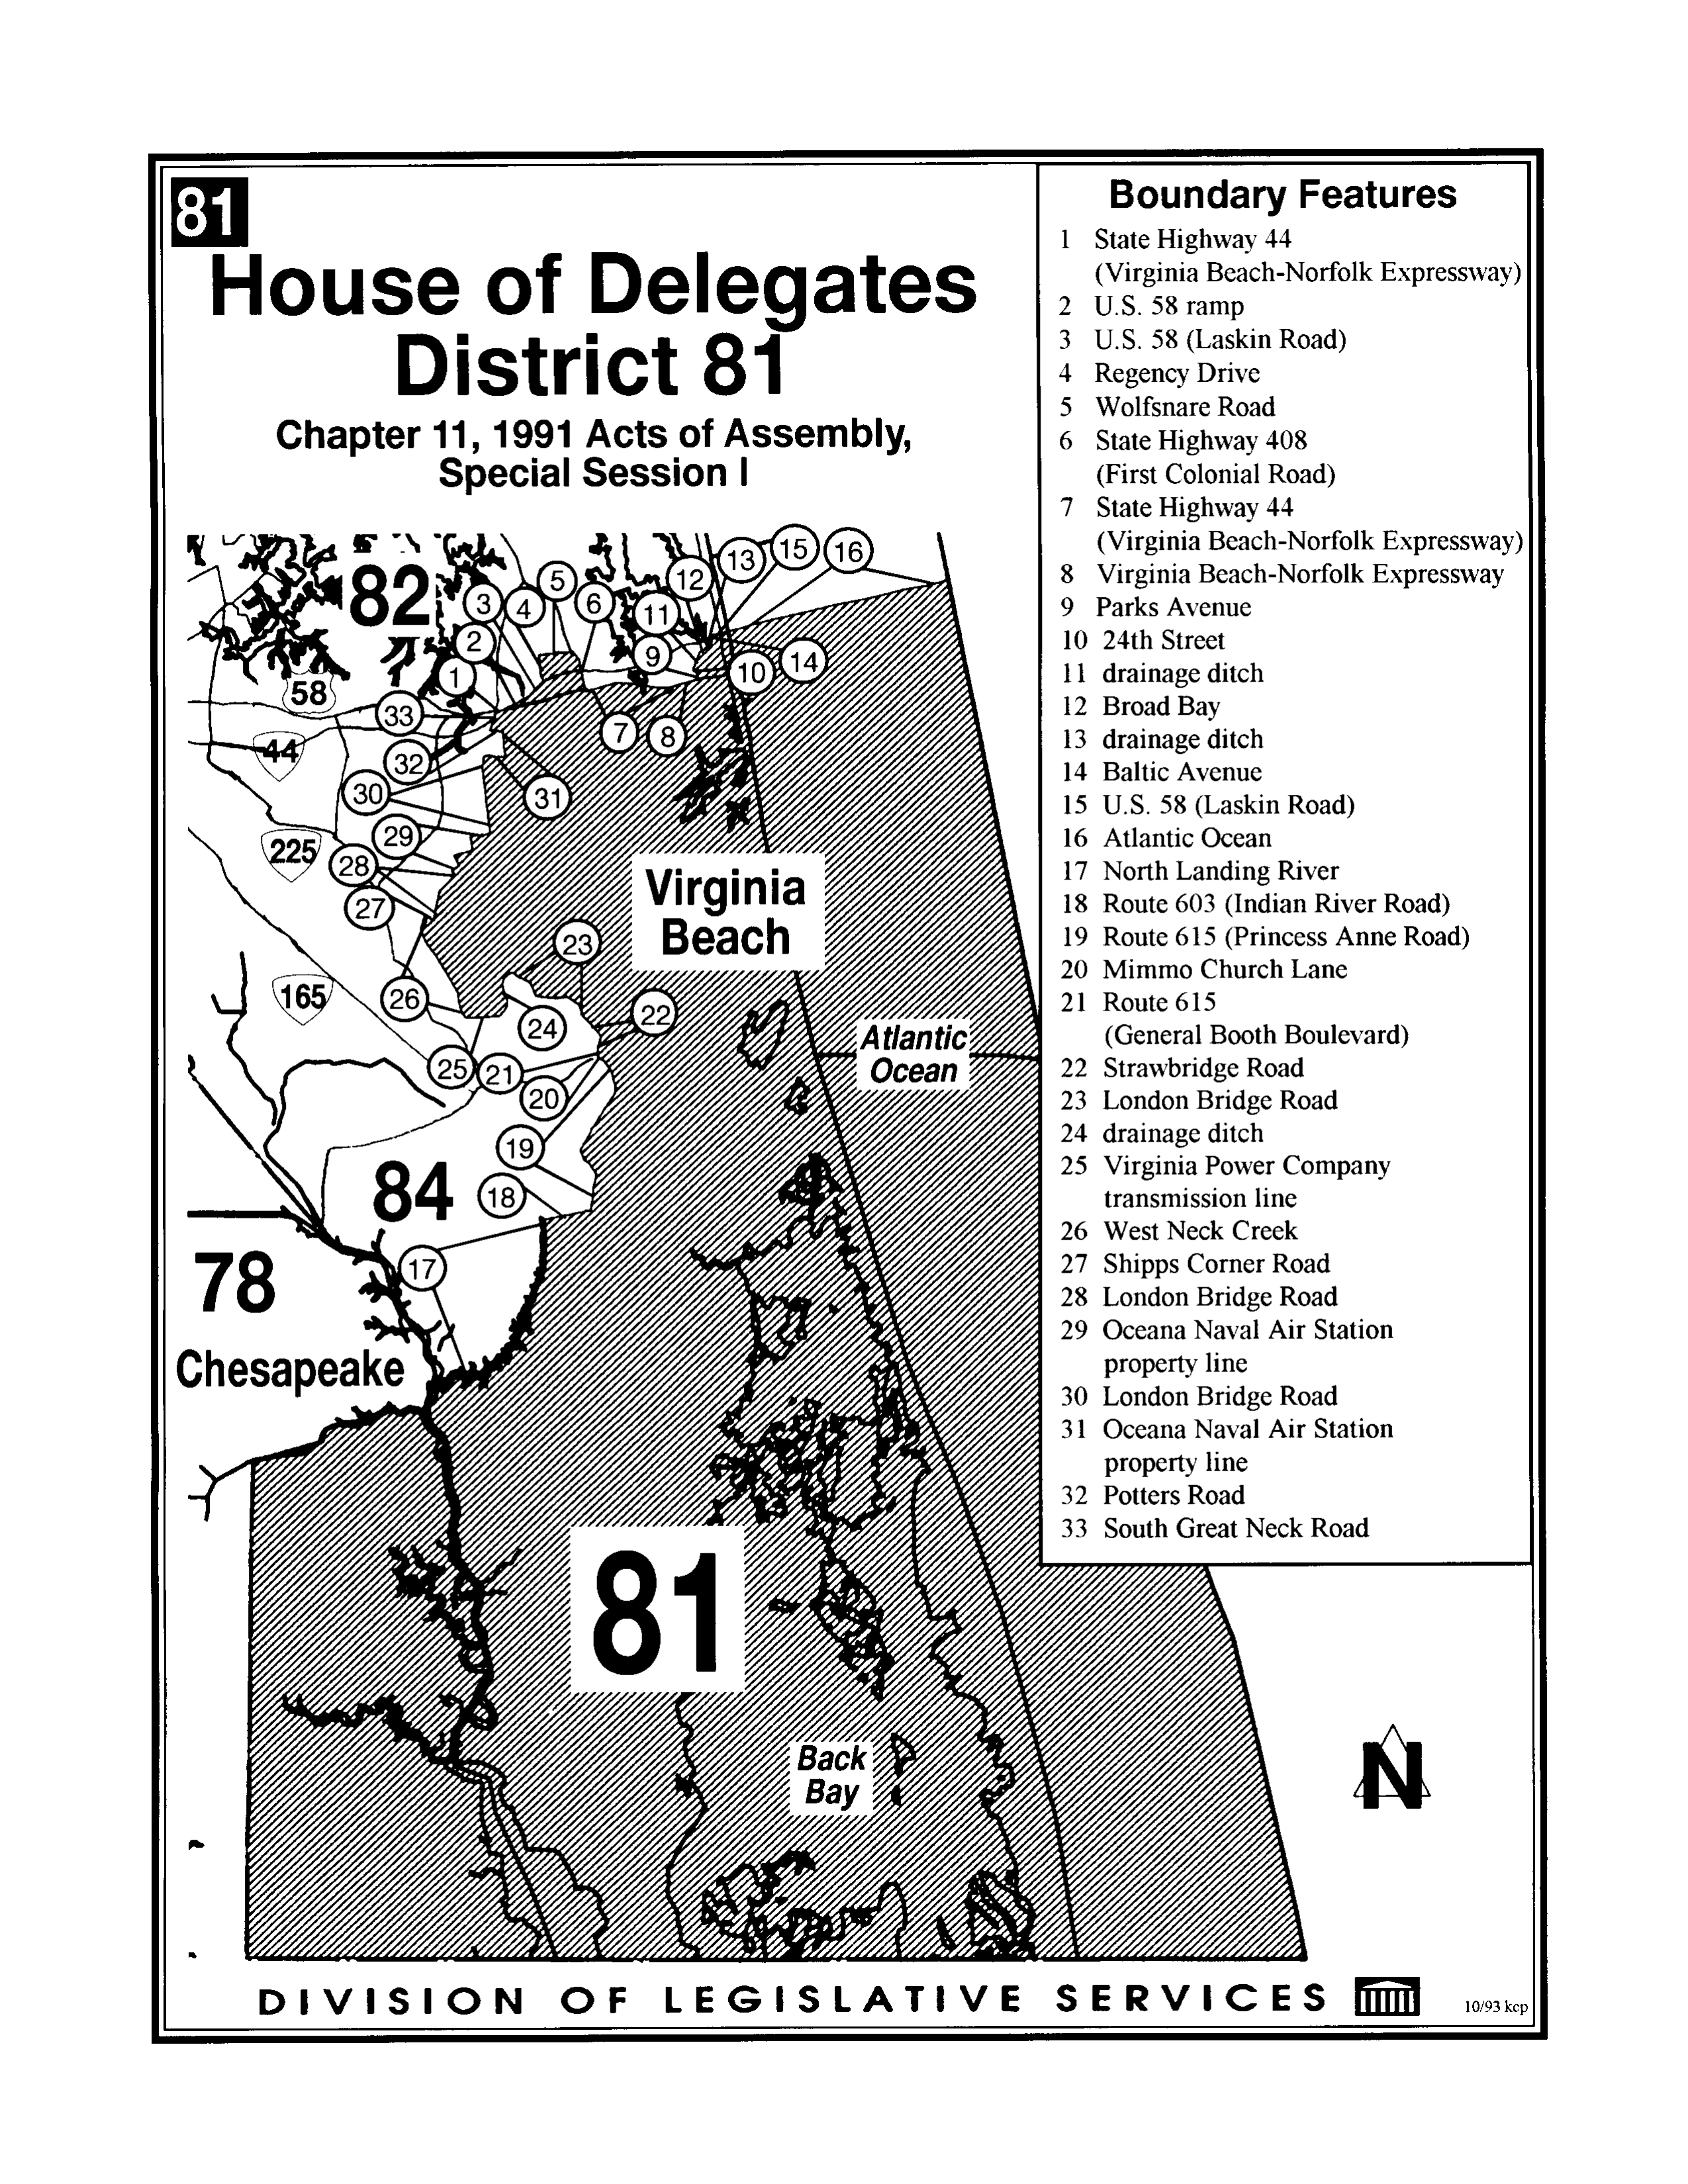 81
House of Delegates
District 81
Chapter 11, 1991 Acts of Assembly,
Special Session I
Boundary Features
1 State Highway 44
(Virginia Beach-Norfolk Expressway)
2 U.S. 58 ramp
3 U.S. 58 (Laskin Road)
4 Regency Drive
5 Wolfsnare Road
6 State Highway 408
(First Colonial Road)
7 State Highway 44
(Virginia Beach-Norfolk Expressway)
8 Virginia Beach-Norfolk Expressway
9 Parks Avenue
10 24th Street
11 drainage ditch
12 Broad Bay
13 drainage ditch
14 Baltic Avenue
15 U.S. 58 (Laskin Road)
16 Atlantic Ocean
17 North Landing River
18 Route 603 (Indian River Road)
19 Route 615 (Princess Anne Road)
20 Mimmo Church Lane
21 Route 615
(General Booth Boulevard)
22 Strawbridge Road
23 London Bridge Road
24 drainage ditch
25 Virginia Power Company
transmission line
26 West Neck Creek
27 Shipps Corner Road
28 London Bridge Road
29 Oceana Naval Air Station
property line
30 London Bridge Road
31 Oceana Naval Air Station
property line
32 Potters Road
33 South Great Neck Road
15
16
13
12
5
82
3
4
6
11
2
9
14
10
1
58
33
7
8
44
32
30
31
29
225
28
Virginia
Beach
27
23
165
26
22
24
Atlantic
Ocean
25
21
20
19
84
18
78
17
Chesapeake
81
Back
Bay
N
DIVISION OF LEGISLATIVE SERVICES
10/93 kcp